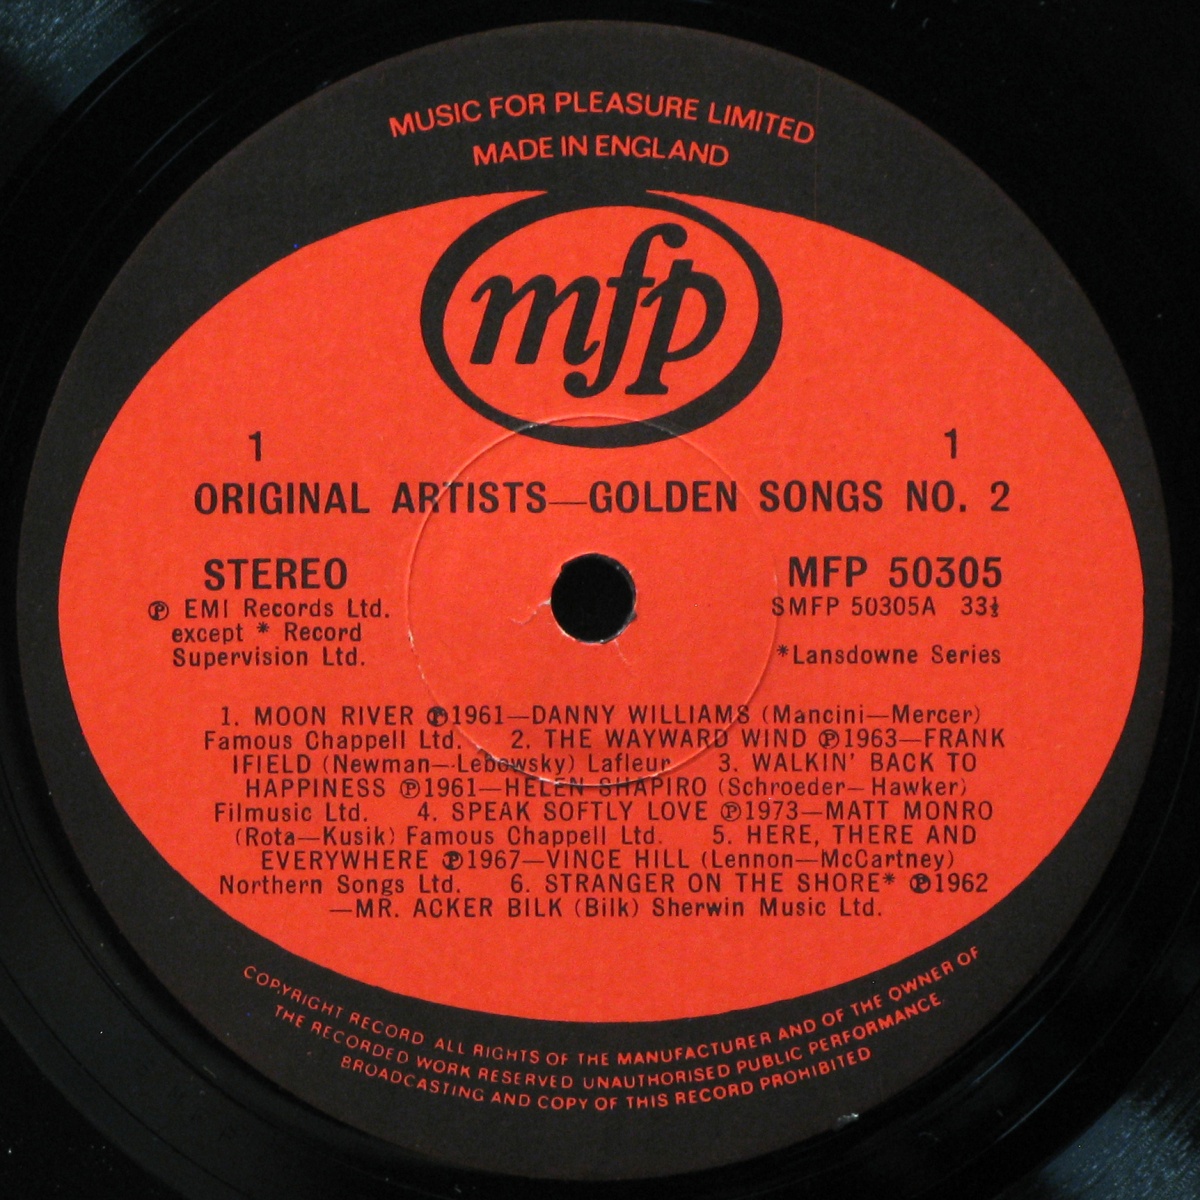 MUSIC FOR PLEASURE LIMITED
MADE IN ENGLAND
mfp
1 1
ORIGINAL ARTISTS—GOLDEN SONGS NO. 2
STEREO MFP 50305
℗ EMI Records Ltd. SMFP 50305A 33⅓
except * Record
Supervision Ltd. *Lansdowne Series
1. MOON RIVER ℗1961—DANNY WILLIAMS (Mancini—Mercer)
Famous Chappell Ltd. 2. THE WAYWARD WIND ℗1963—FRANK
IFIELD (Newman—Lebowsky) Lafleur 3. WALKIN' BACK TO
HAPPINESS ℗1961—HELEN SHAPIRO (Schroeder—Hawker)
Filmusic Ltd. 4. SPEAK SOFTLY LOVE ℗1973—MATT MONRO
(Rota—Kusik) Famous Chappell Ltd. 5. HERE, THERE AND
EVERYWHERE ℗1967—VINCE HILL (Lennon—McCartney)
Northern Songs Ltd. 6. STRANGER ON THE SHORE* ℗1962
—MR. ACKER BILK (Bilk) Sherwin Music Ltd.
COPYRIGHT RECORD ALL RIGHTS OF THE MANUFACTURER AND OF THE OWNER OF
THE RECORDED WORK RESERVED UNAUTHORISED PUBLIC PERFORMANCE
BROADCASTING AND COPY OF THIS RECORD PROHIBITED